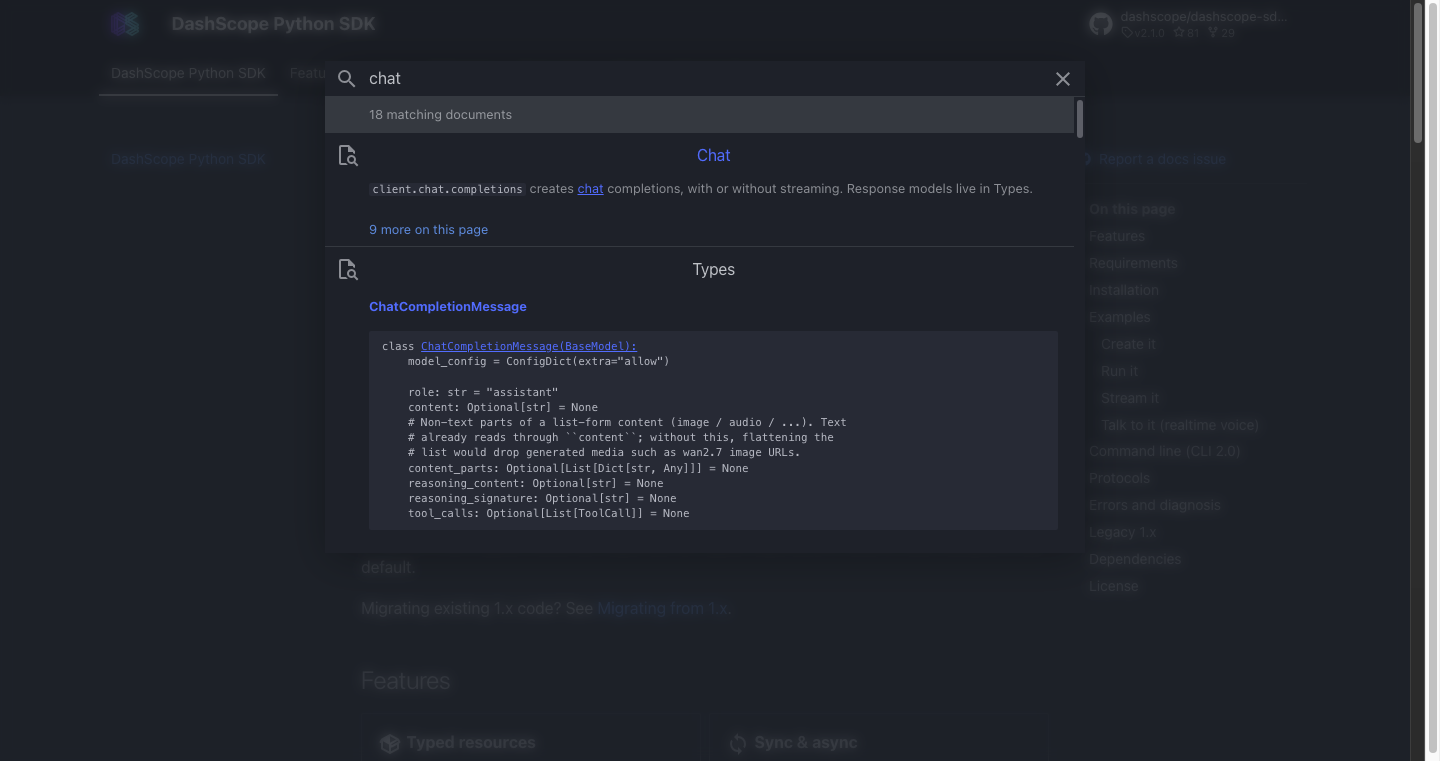 DashScope Python SDK
dashscope/dashscope-sd...
v2.1.0 81 29
DashScope Python SDK Featu
chat
18 matching documents
Chat
client.chat.completions creates chat completions, with or without streaming. Response models live in Types.
9 more on this page
Types
ChatCompletionMessage
class ChatCompletionMessage(BaseModel):
    model_config = ConfigDict(extra="allow")
    role: str = "assistant"
    content: Optional[str] = None
    # Non-text parts of a list-form content (image / audio / ...). Text
    # already reads through ``content``; without this, flattening the
    # list would drop generated media such as wan2.7 image URLs.
    content_parts: Optional[List[Dict[str, Any]]] = None
    reasoning_content: Optional[str] = None
    reasoning_signature: Optional[str] = None
    tool_calls: Optional[List[ToolCall]] = None
DashScope Python SDK
default.
Migrating existing 1.x code? See Migrating from 1.x.
Features
Typed resources
Sync & async
Report a docs issue
On this page
Features
Requirements
Installation
Examples
Create it
Run it
Stream it
Talk to it (realtime voice)
Command line (CLI 2.0)
Protocols
Errors and diagnosis
Legacy 1.x
Dependencies
License